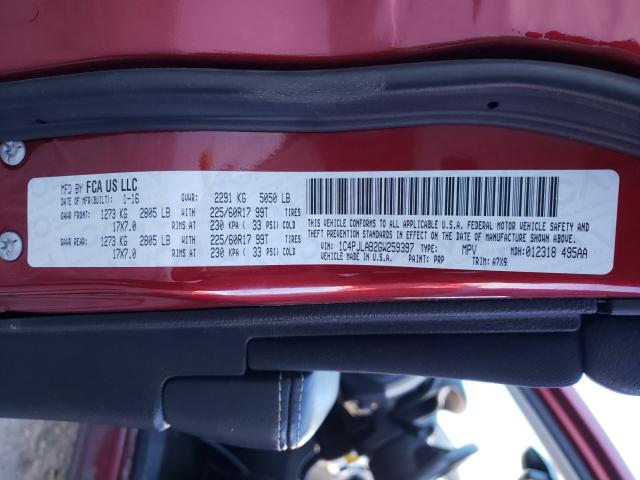 MFD BY FCA US LLC
DATE OF MFR(BUILT): 1-16 GVWR: 2291 KG 5050 LB
GAWR FRONT: 1273 KG 2805 LB WITH 225/60R17 99T TIRES
17X7.0 RIMS AT 230 KPA ( 33 PSI) COLD
GAWR REAR: 1273 KG 2805 LB WITH 225/60R17 99T TIRES
17X7.0 RIMS AT 230 KPA ( 33 PSI) COLD
THIS VEHICLE CONFORMS TO ALL APPLICABLE U.S.A. FEDERAL MOTOR VEHICLE SAFETY AND
THEFT PREVENTION STANDARDS IN EFFECT ON THE DATE OF MANUFACTURE SHOWN ABOVE.
VIN: 1C4PJLAB2GW259397 TYPE: MPV MDH:012318 495AA
VEHICLE MADE IN U.S.A. PAINT: PRP TRIM: A7X9